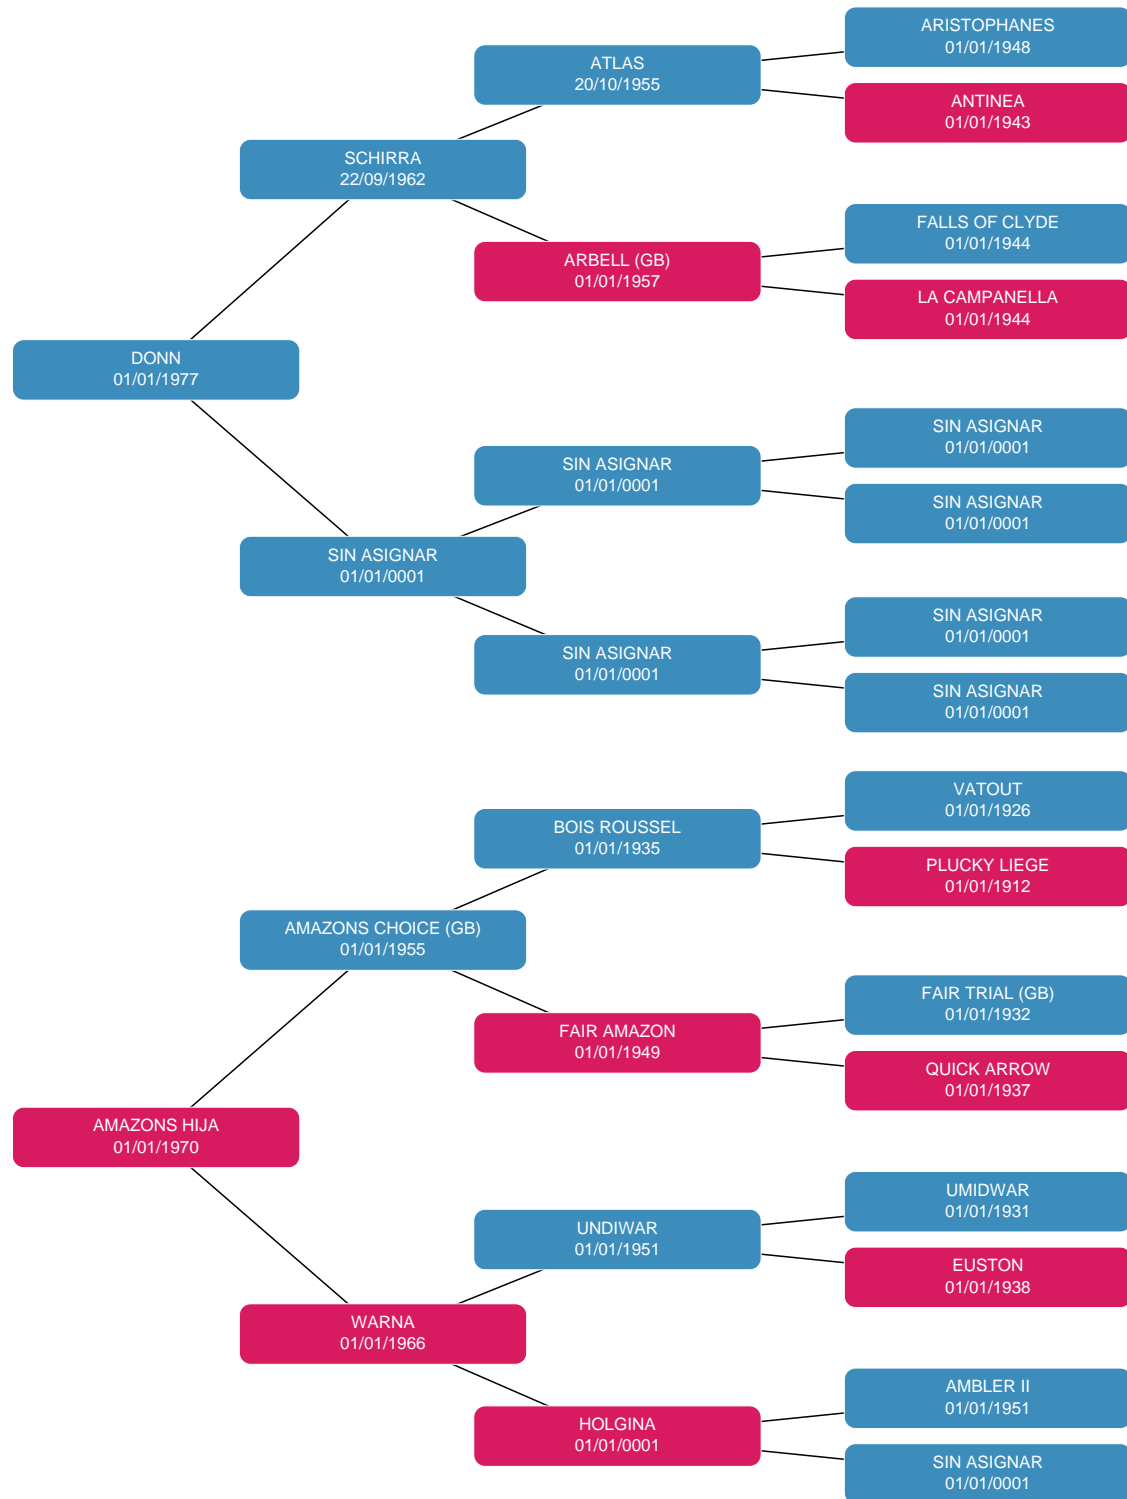 ARISTOPHANES
01/01/1948
ATLAS
20/10/1955
ANTINEA
01/01/1943
SCHIRRA
22/09/1962
FALLS OF CLYDE
01/01/1944
ARBELL (GB)
01/01/1957
LA CAMPANELLA
01/01/1944
DONN
01/01/1977
SIN ASIGNAR
01/01/0001
SIN ASIGNAR
01/01/0001
SIN ASIGNAR
01/01/0001
SIN ASIGNAR
01/01/0001
SIN ASIGNAR
01/01/0001
SIN ASIGNAR
01/01/0001
SIN ASIGNAR
01/01/0001
VATOUT
01/01/1926
BOIS ROUSSEL
01/01/1935
PLUCKY LIEGE
01/01/1912
AMAZONS CHOICE (GB)
01/01/1955
FAIR TRIAL (GB)
01/01/1932
FAIR AMAZON
01/01/1949
QUICK ARROW
01/01/1937
AMAZONS HIJA
01/01/1970
UMIDWAR
01/01/1931
UNDIWAR
01/01/1951
EUSTON
01/01/1938
WARNA
01/01/1966
AMBLER II
01/01/1951
HOLGINA
01/01/0001
SIN ASIGNAR
01/01/0001